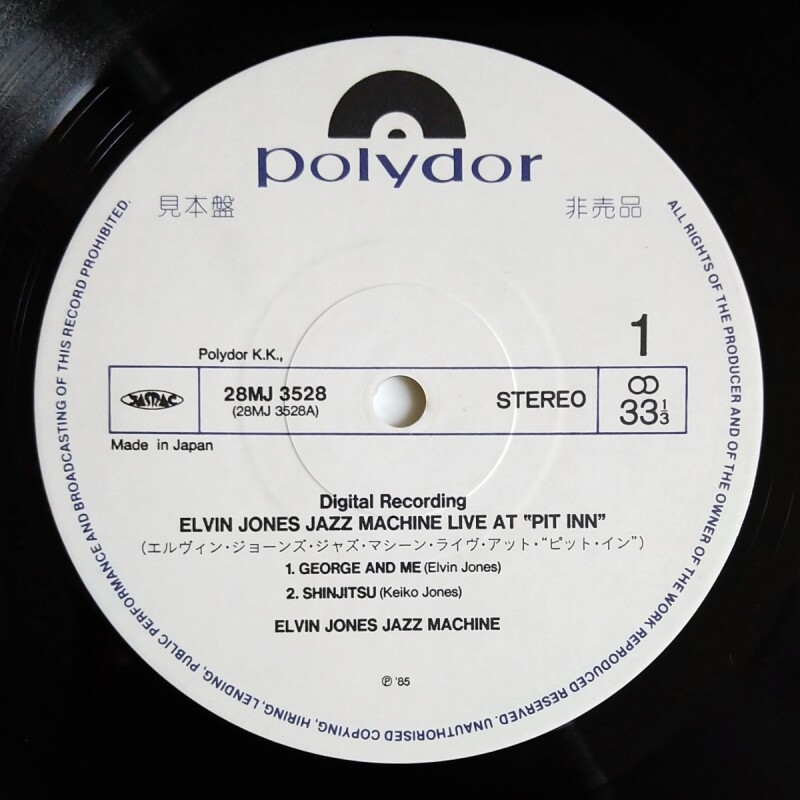 polydor
見本盤
非売品
ALL RIGHTS OF THE PRODUCER AND OF THE OWNER OF THE WORK REPRODUCED RESERVED. UNAUTHORISED COPYING, HIRING, LENDING, PUBLIC PERFORMANCE AND BROADCASTING OF THIS RECORD PROHIBITED.
1
Polydor K.K.,
JASRAC
28MJ 3528
(28MJ 3528A)
STEREO
33 1/3
Made in Japan
Digital Recording
ELVIN JONES JAZZ MACHINE LIVE AT "PIT INN"
(エルヴィン・ジョーンズ・ジャズ・マシーン・ライヴ・アット・“ピット・イン”)
1. GEORGE AND ME (Elvin Jones)
2. SHINJITSU (Keiko Jones)
ELVIN JONES JAZZ MACHINE
℗ '85